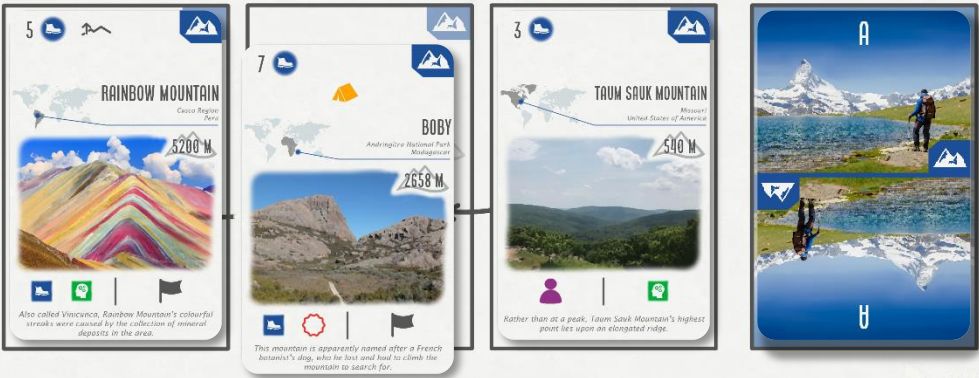 5
RAINBOW MOUNTAIN
Cusco Region
Peru
5200 M
Also called Vinucunca, Rainbow Mountain's colourful
streaks were caused by the collection of mineral
deposits in the area.
7
BOBY
Andringitra National Park
Madagascar
2658 M
This mountain is apparently named after a French
botanist's dog, who he lost and had to climb the
mountain to search for.
3
TAUM SAUK MOUNTAIN
Missouri
United States of America
540 M
Rather than at a peak, Taum Sauk Mountain's highest
point lies upon an elongated ridge.
A
A